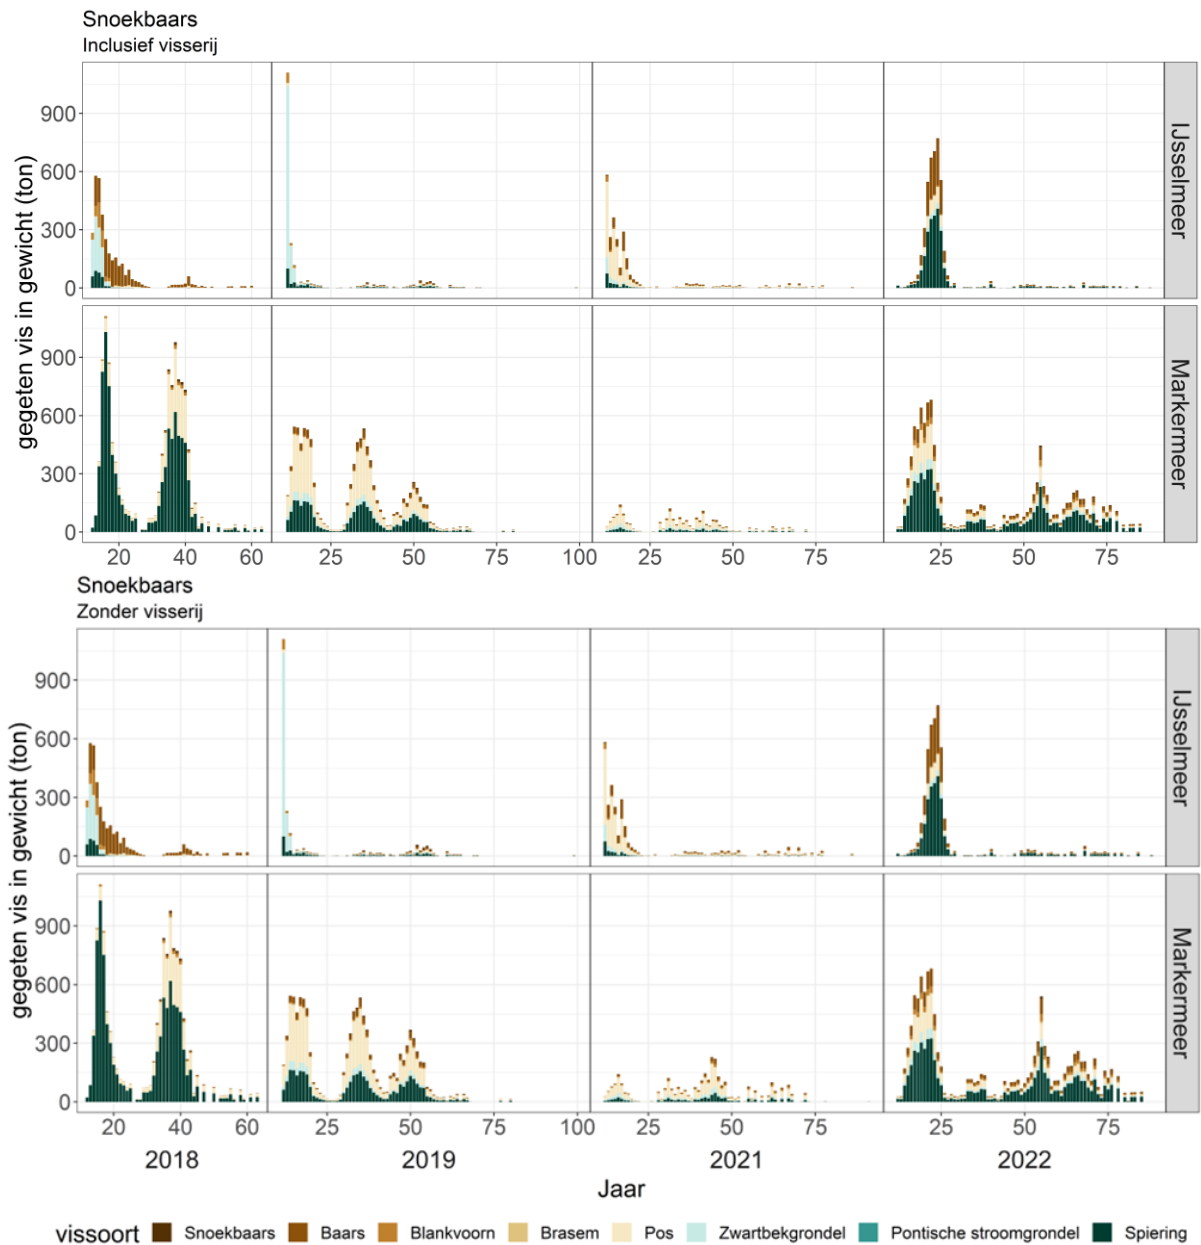 Snoekbaars
Inclusief visserij
gegeten vis in gewicht (ton)
900
600
300
0
IJsselmeer
900
600
300
0
Markermeer
20 40 60 25 50 75 100 25 50 75 25 50 75
Snoekbaars
Zonder visserij
gegeten vis in gewicht (ton)
900
600
300
0
IJsselmeer
900
600
300
0
Markermeer
20 40 60 25 50 75 100 25 50 75 25 50 75
2018 2019 2021 2022
Jaar
vissoort Snoekbaars Baars Blankvoorn Brasem Pos Zwartbekgrondel Pontische stroomgrondel Spiering